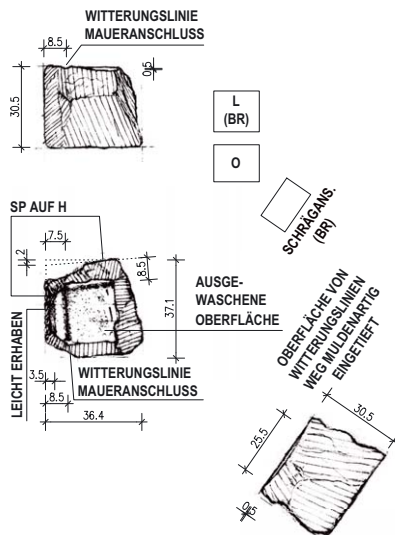 WITTERUNGSLINIE
MAUERANSCHLUSS
8.5
0.5
30.5
L
(BR)
O
SCHRÄGANS.
(BR)
SP AUF H
7.5
2
8.5
37.1
AUSGE-
WASCHENE
OBERFLÄCHE
LEICHT ERHABEN
3.5
8.5
WITTERUNGSLINIE
MAUERANSCHLUSS
36.4
OBERFLÄCHE VON
WITTERUNGSLINIEN
WEG MULDENARTIG
EINGETIEFT
30.5
25.5
0.5